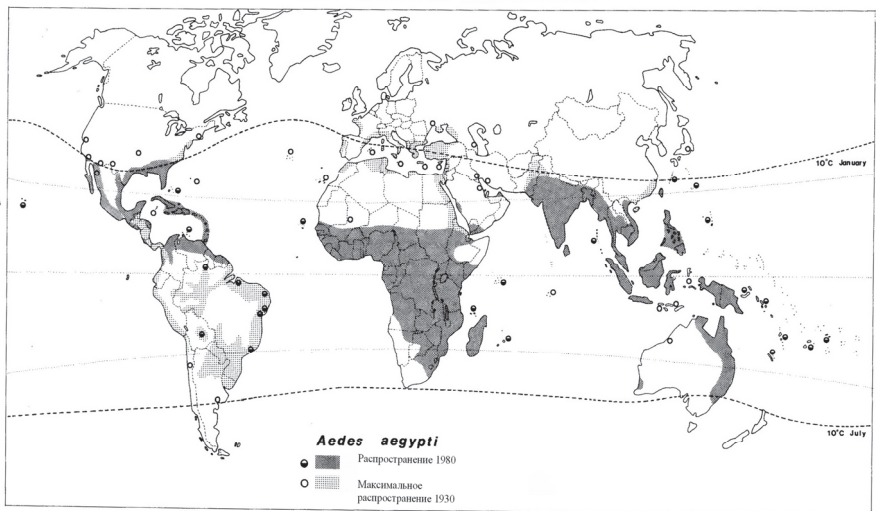 10°C January
10°C July
Aedes aegypti
Распространение 1980
Максимальное
распространение 1930